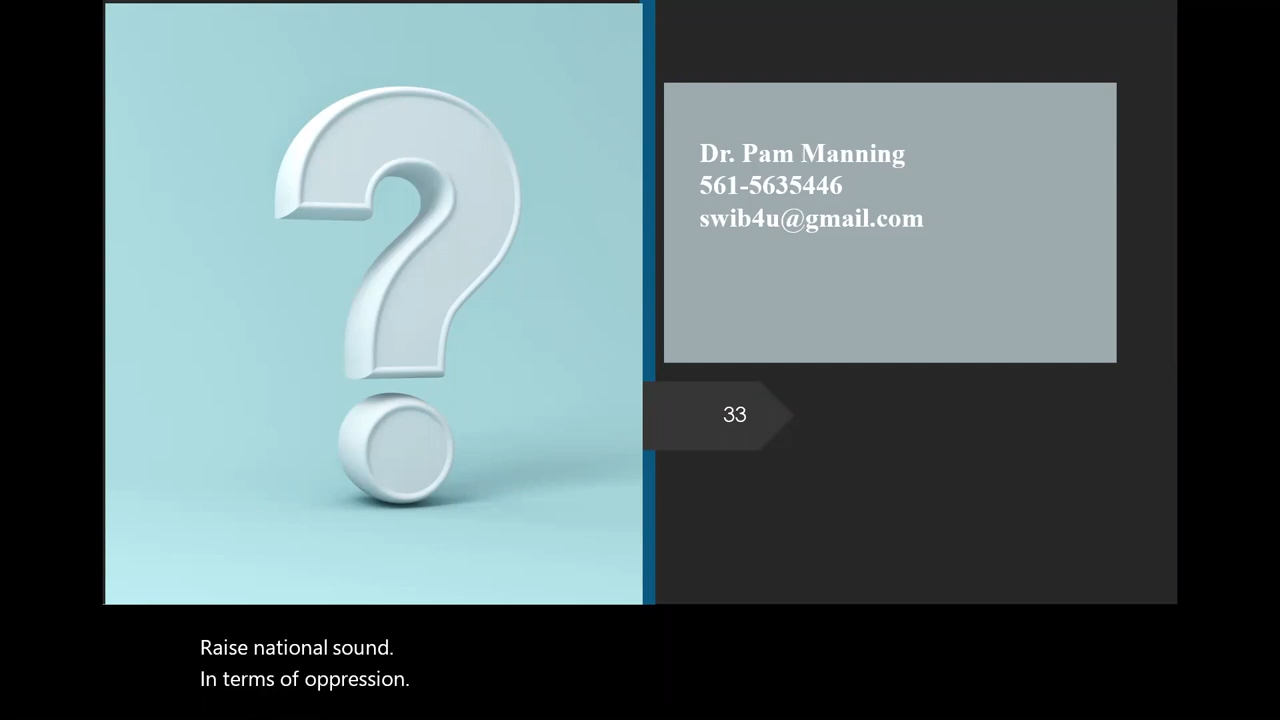 Dr. Pam Manning
561-5635446
swib4u@gmail.com
33
Raise national sound.
In terms of oppression.